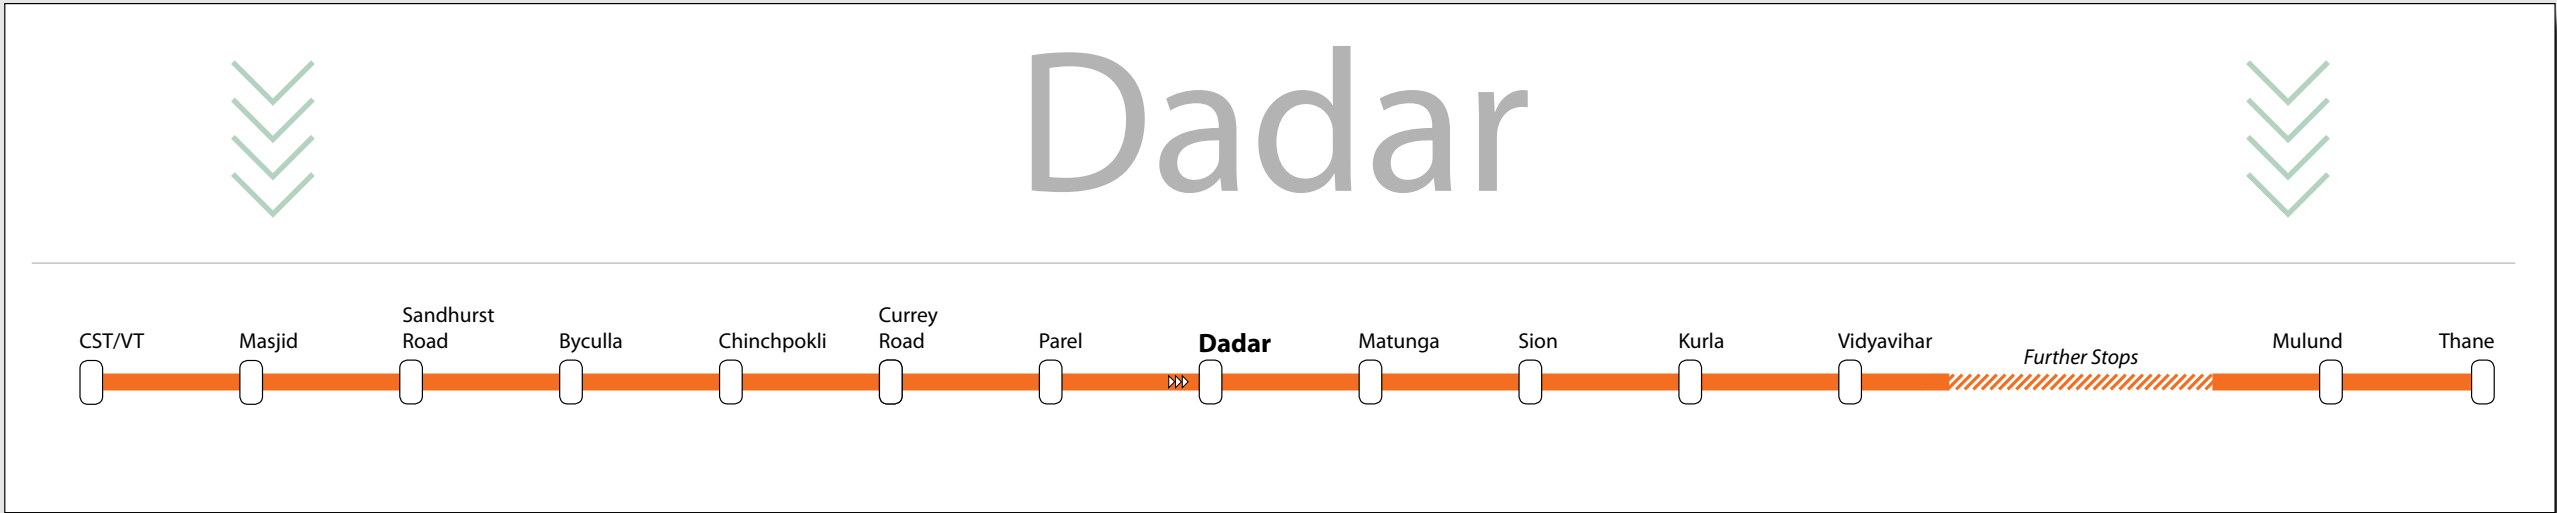 Dadar
CST/VT
Masjid
Sandhurst
Road
Byculla
Chinchpokli
Currey
Road
Parel
Dadar
Matunga
Sion
Kurla
Vidyavihar
Further Stops
Mulund
Thane